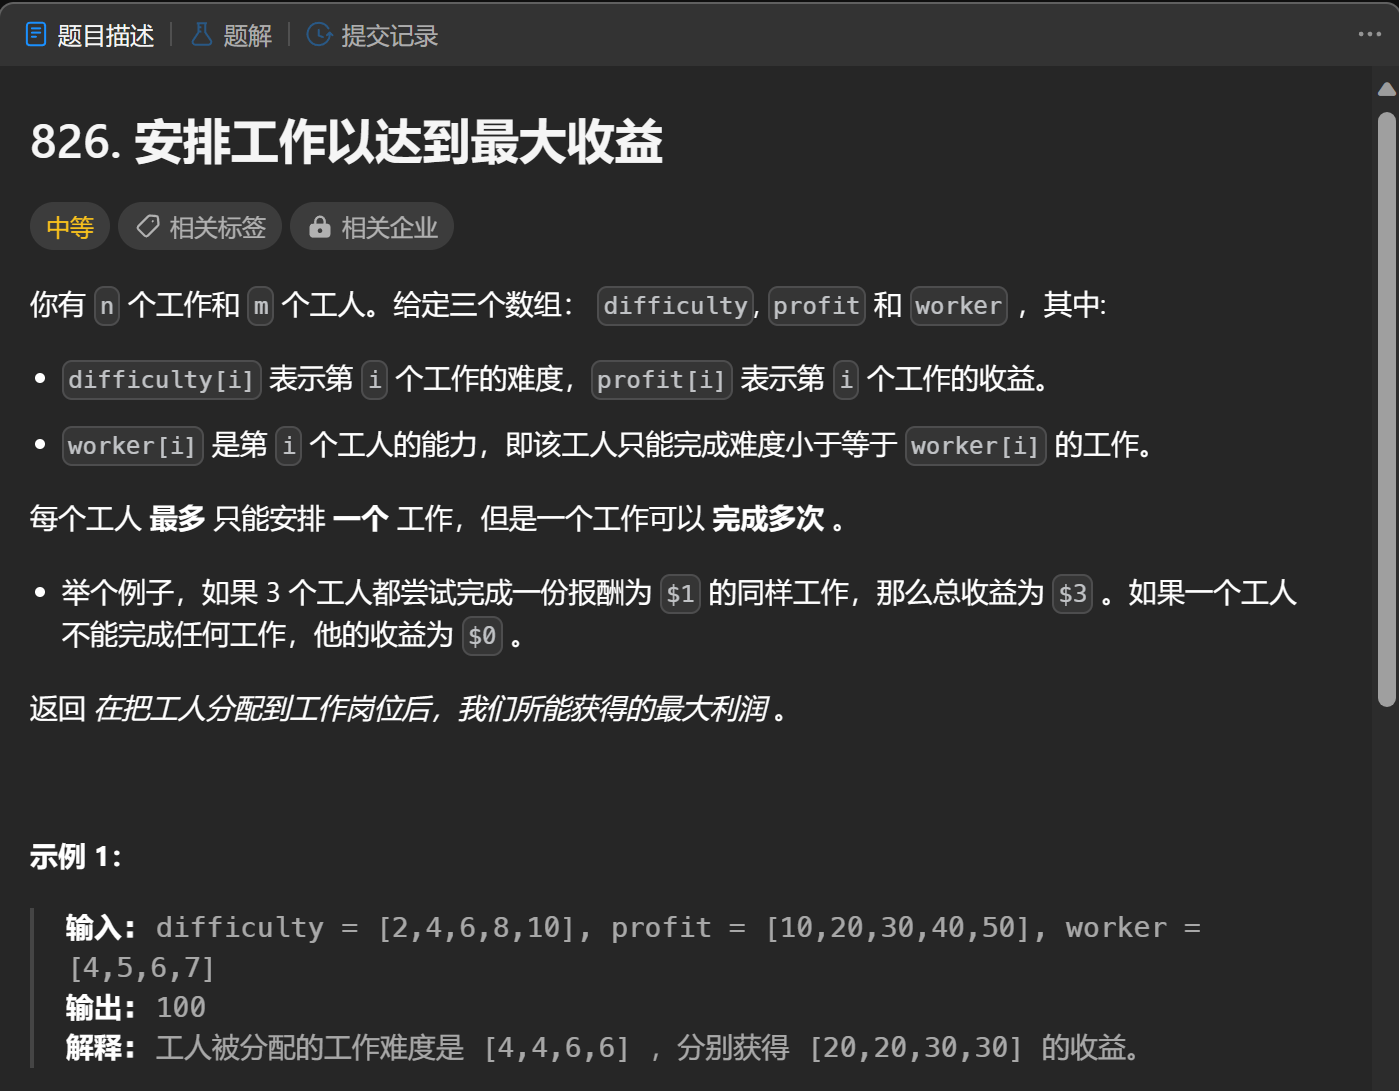 题目描述 题解 提交记录
826. 安排工作以达到最大收益
中等 相关标签 相关企业
你有 n 个工作和 m 个工人。给定三个数组： difficulty, profit 和 worker ，其中:
difficulty[i] 表示第 i 个工作的难度，profit[i] 表示第 i 个工作的收益。
worker[i] 是第 i 个工人的能力，即该工人只能完成难度小于等于 worker[i] 的工作。
每个工人 最多 只能安排 一个 工作，但是一个工作可以 完成多次 。
举个例子，如果 3 个工人都尝试完成一份报酬为 $1 的同样工作，那么总收益为 $3 。如果一个工人
不能完成任何工作，他的收益为 $0 。
返回 在把工人分配到工作岗位后，我们所能获得的最大利润 。
示例 1：
输入： difficulty = [2,4,6,8,10], profit = [10,20,30,40,50], worker =
[4,5,6,7]
输出： 100
解释： 工人被分配的工作难度是 [4,4,6,6] ，分别获得 [20,20,30,30] 的收益。